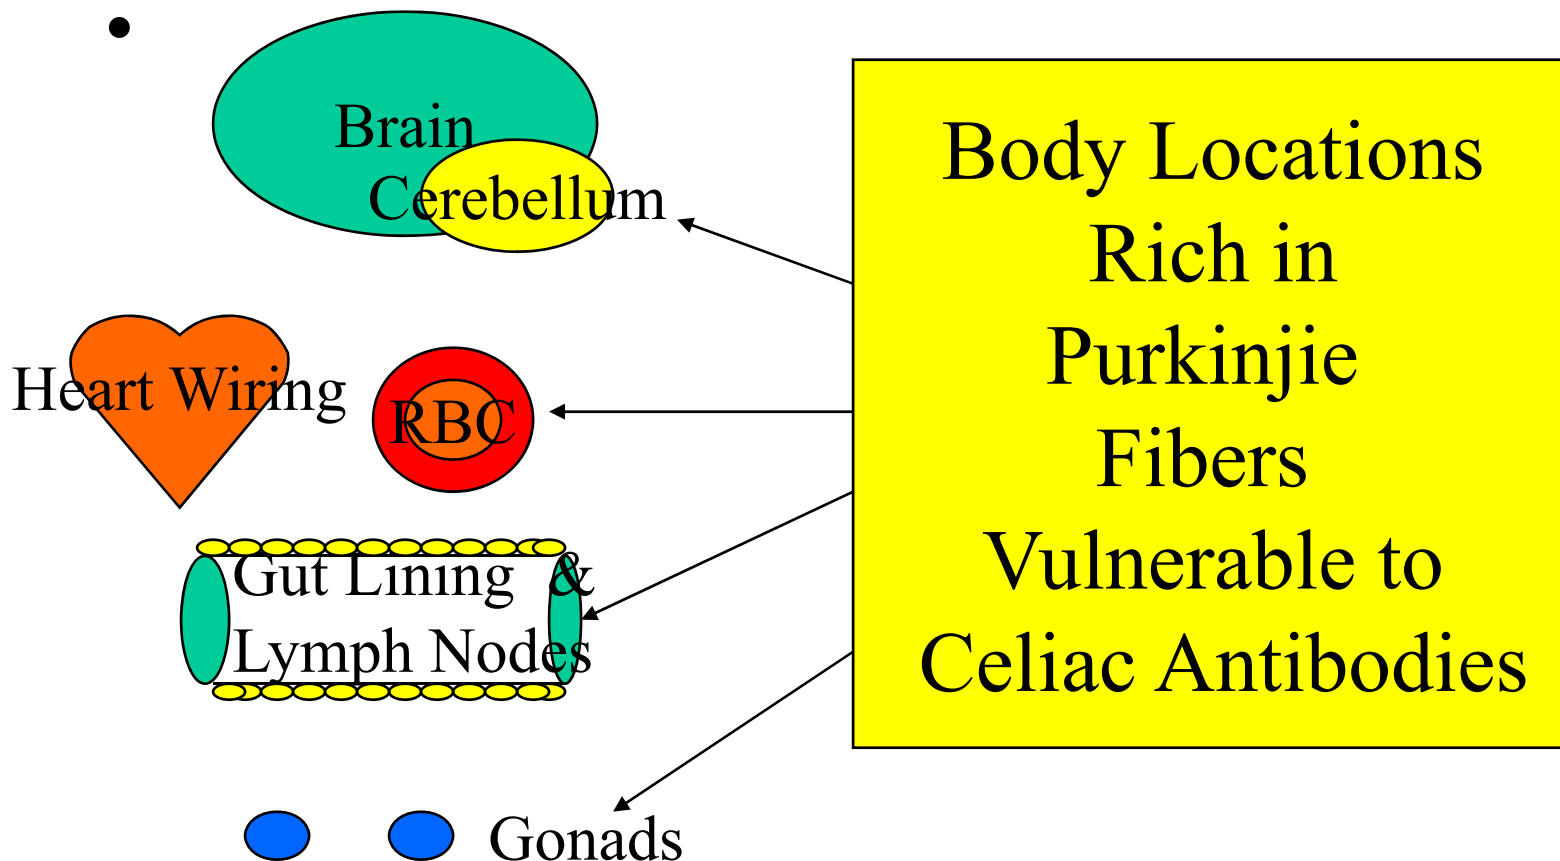 Brain
Cerebellum
Heart Wiring
RBC
Gut Lining &
Lymph Nodes
Gonads
Body Locations
Rich in
Purkinjie
Fibers
Vulnerable to
Celiac Antibodies